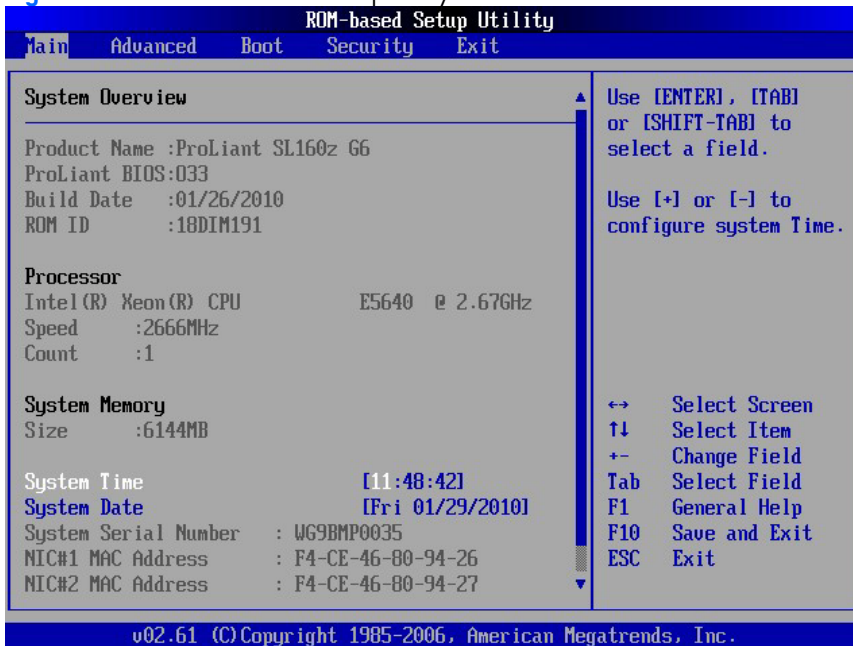 ROM-based Setup Utility
Main Advanced Boot Security Exit
System Overview
Product Name :ProLiant SL160z G6
ProLiant BIOS:O33
Build Date :01/26/2010
ROM ID :18DIM191
Processor
Intel(R) Xeon(R) CPU E5640 @ 2.67GHz
Speed :2666MHz
Count :1
System Memory
Size :6144MB
System Time [11:48:42]
System Date [Fri 01/29/2010]
System Serial Number : WG9BMP0035
NIC#1 MAC Address : F4-CE-46-80-94-26
NIC#2 MAC Address : F4-CE-46-80-94-27
Use [ENTER], [TAB]
or [SHIFT-TAB] to
select a field.
Use [+] or [-] to
configure system Time.
↔ Select Screen
↑↓ Select Item
+- Change Field
Tab Select Field
F1 General Help
F10 Save and Exit
ESC Exit
v02.61 (C)Copyright 1985-2006, American Megatrends, Inc.